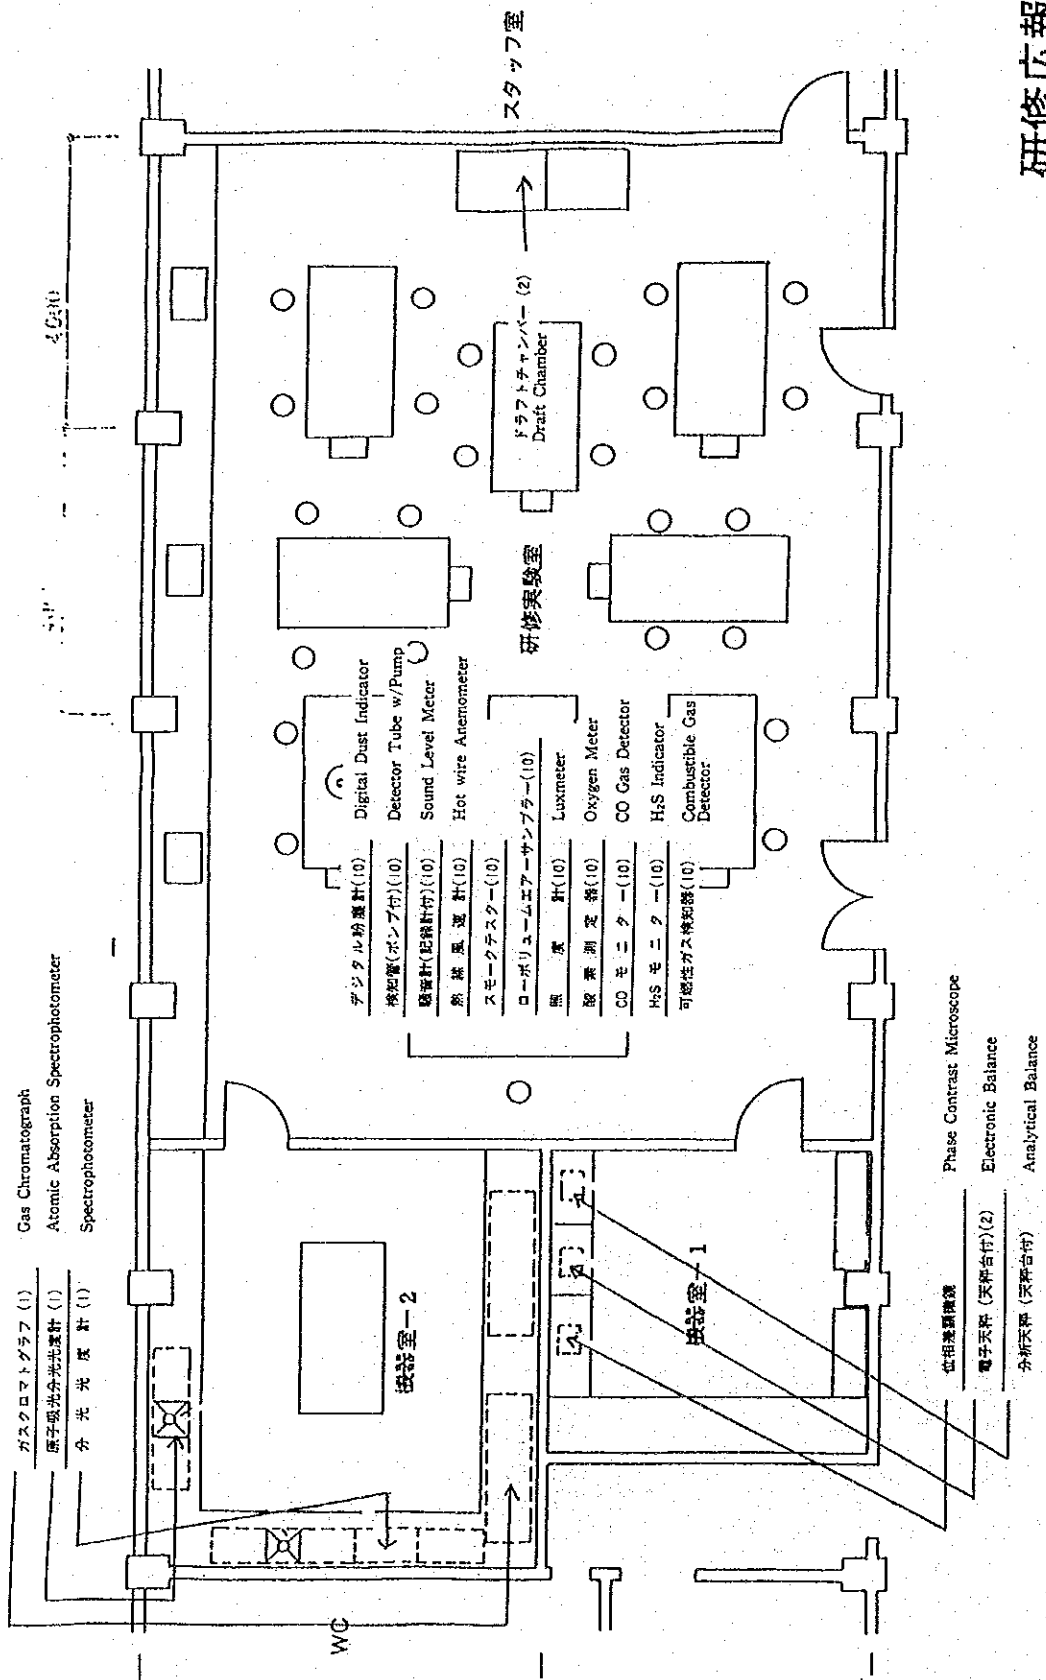 ガスクロマトグラフ (1) Gas Chromatograph
原子吸光分光光度計 (1) Atomic Absorption Spectrophotometer
分光光度計 (1) Spectrophotometer
WC
機器室－2
機器室－1
デジタル粉塵計(10) Digital Dust Indicator
検知管(ポンプ付)(10) Detector Tube w/Pump
騒音計(記録計付)(10) Sound Level Meter
熱線風速計(10) Hot wire Anemometer
スモークテスター(10)
ローボリュームエアーサンプラー(10)
照度計(10) Luxmeter
酸素測定器(10) Oxygen Meter
CO モニター(10) CO Gas Detector
H₂S モニター(10) H₂S Indicator
可燃性ガス検知器(10) Combustible Gas
Detector
研修実験室
ドラフトチャンバー (2)
Draft Chamber
スタッフ室
位相差顕微鏡 Phase Contrast Microscope
電子天秤 (天秤台付)(2) Electronic Balance
分析天秤 (天秤台付) Analytical Balance
研修広報